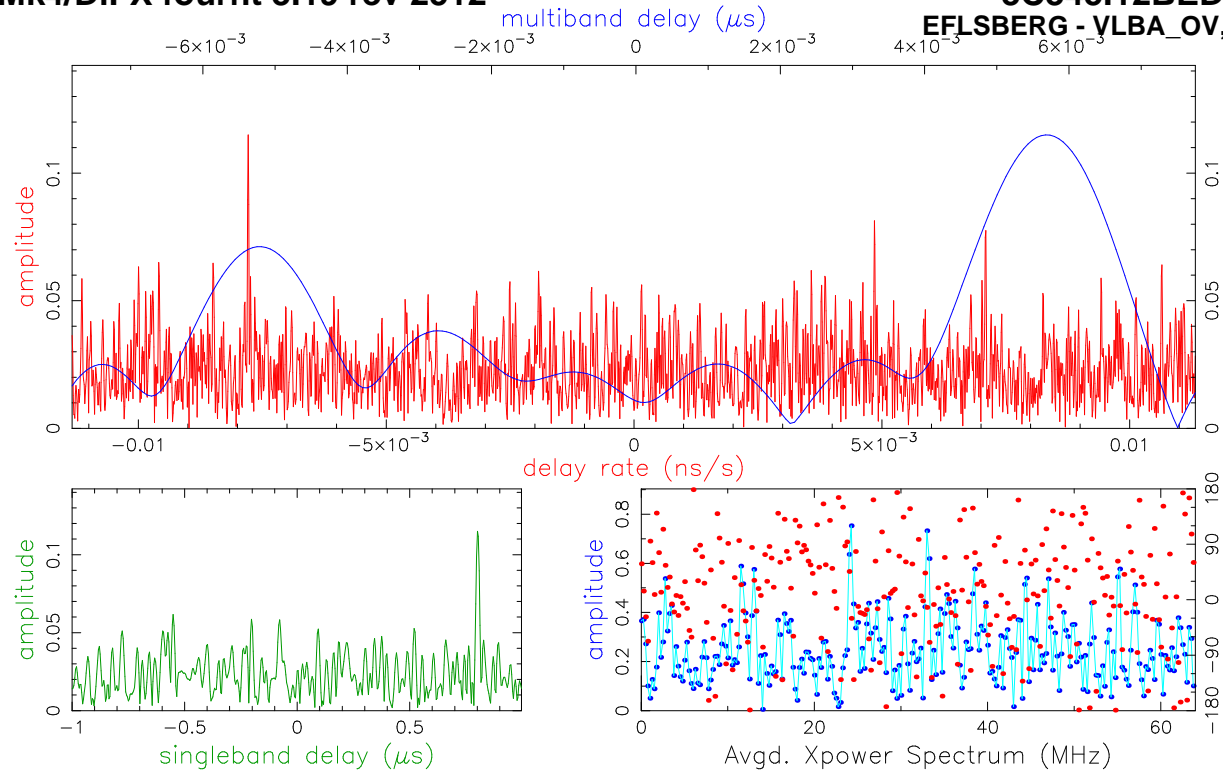 multiband delay (μs)
EFLSBERG - VLBA_OV,
−6×10⁻³ −4×10⁻³ −2×10⁻³ 0 2×10⁻³ 4×10⁻³ 6×10⁻³
amplitude
0 0.05 0.1
0 0.05 0.1
−0.01 −5×10⁻³ 0 5×10⁻³ 0.01
delay rate (ns/s)
amplitude
0 0.05 0.1
−1 −0.5 0 0.5
singleband delay (μs)
amplitude
0 0.2 0.4 0.6 0.8
−180 −90 0 90 180
0 20 40 60
Avgd. Xpower Spectrum (MHz)